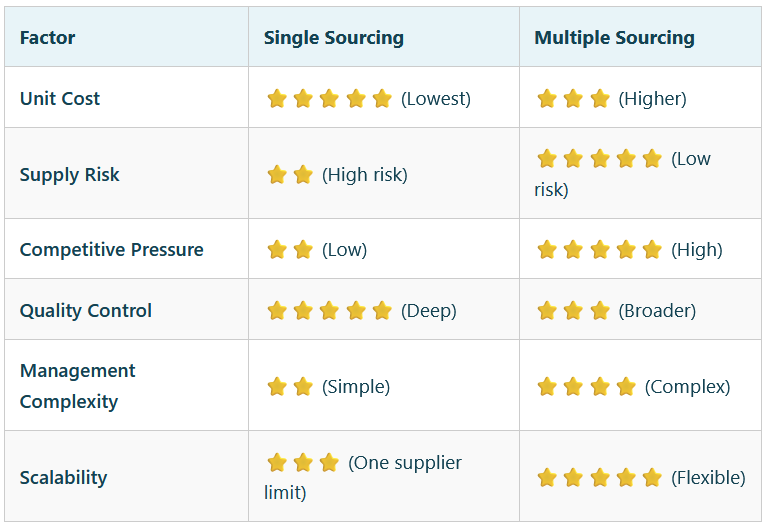 Factor Single Sourcing Multiple Sourcing
Unit Cost ⭐⭐⭐⭐⭐ (Lowest) ⭐⭐⭐ (Higher)
Supply Risk ⭐⭐ (High risk) ⭐⭐⭐⭐⭐ (Low
risk)
Competitive Pressure ⭐⭐ (Low) ⭐⭐⭐⭐⭐ (High)
Quality Control ⭐⭐⭐⭐⭐ (Deep) ⭐⭐⭐ (Broader)
Management
Complexity ⭐⭐ (Simple) ⭐⭐⭐⭐ (Complex)
Scalability ⭐⭐⭐ (One supplier
limit) ⭐⭐⭐⭐⭐ (Flexible)